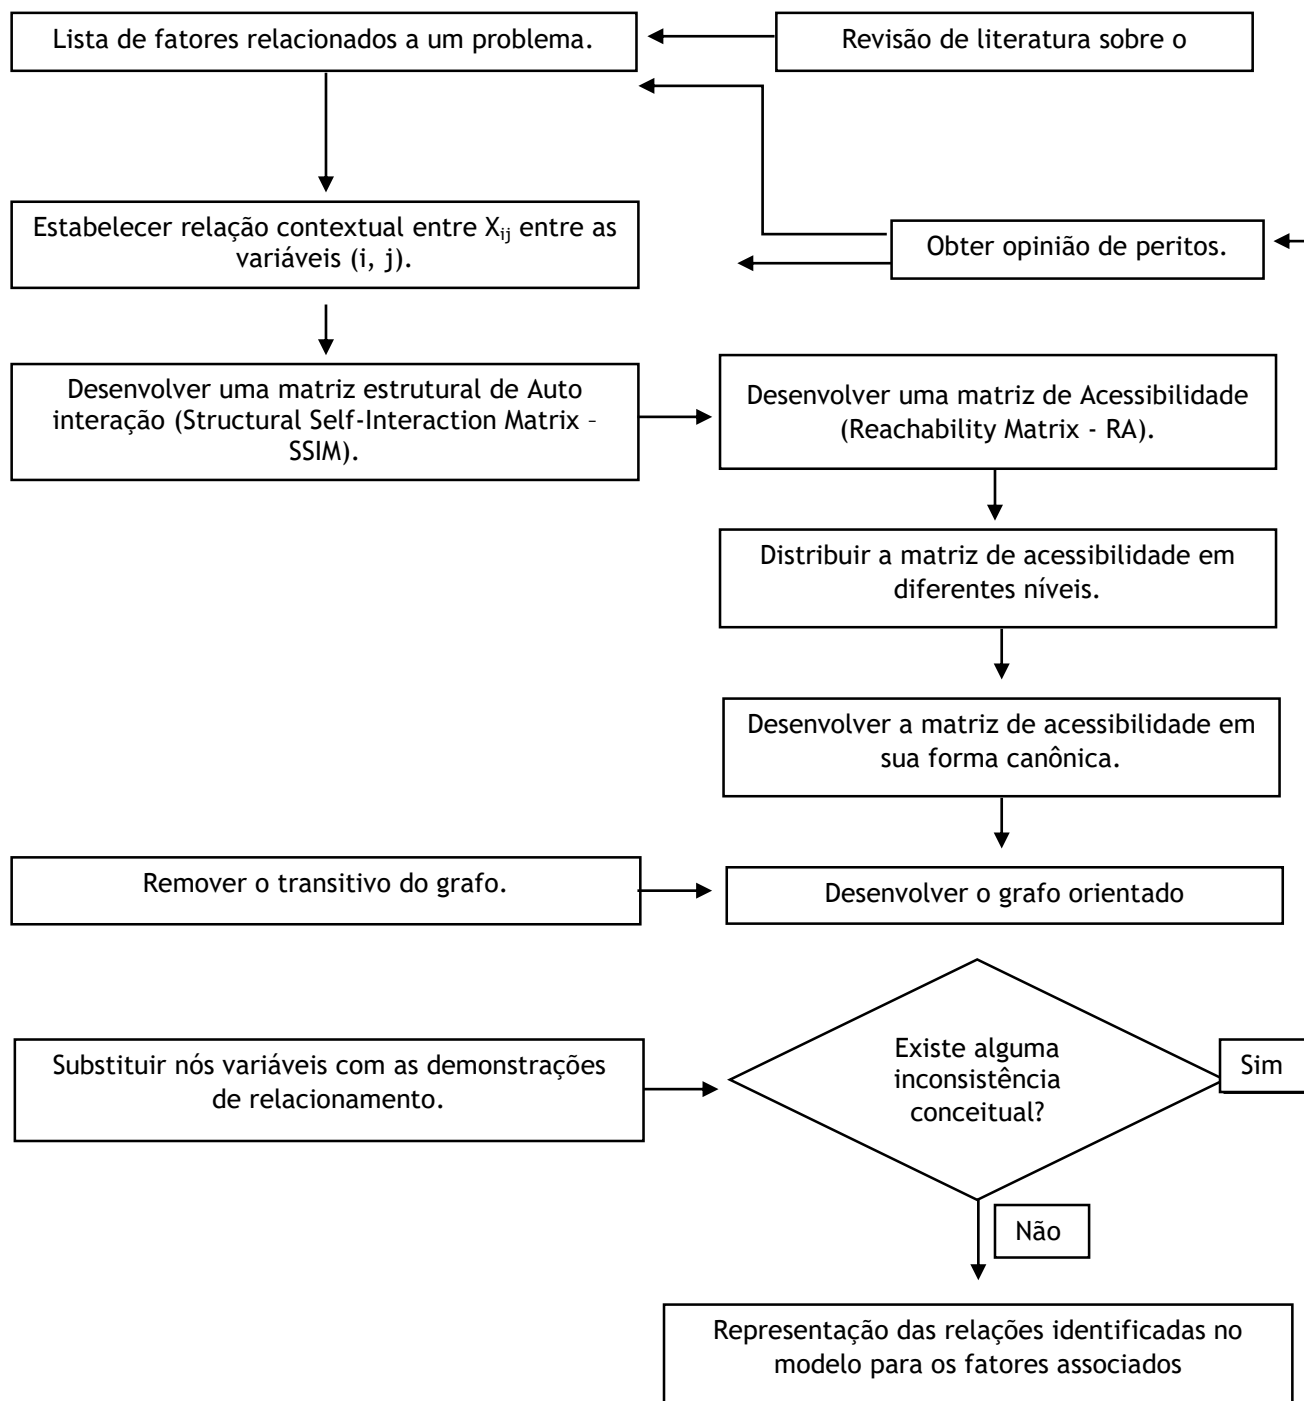 Lista de fatores relacionados a um problema.
Revisão de literatura sobre o
Estabelecer relação contextual entre Xij entre as
variáveis (i, j).
Obter opinião de peritos.
Desenvolver uma matriz estrutural de Auto
interação (Structural Self-Interaction Matrix –
SSIM).
Desenvolver uma matriz de Acessibilidade
(Reachability Matrix - RA).
Distribuir a matriz de acessibilidade em
diferentes níveis.
Desenvolver a matriz de acessibilidade em
sua forma canônica.
Remover o transitivo do grafo.
Desenvolver o grafo orientado
Substituir nós variáveis com as demonstrações
de relacionamento.
Existe alguma
inconsistência
conceitual?
Sim
Não
Representação das relações identificadas no
modelo para os fatores associados